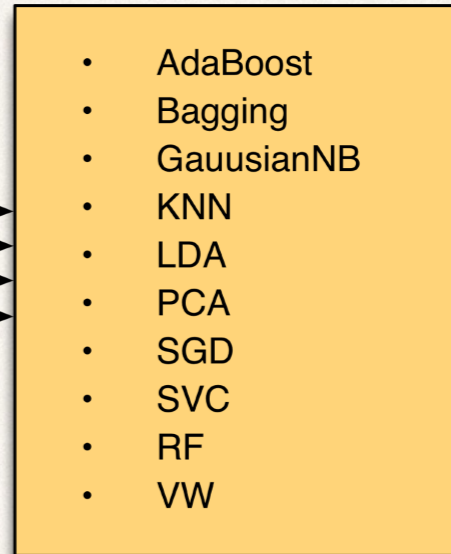 • AdaBoost
• Bagging
• GauusianNB
• KNN
• LDA
• PCA
• SGD
• SVC
• RF
• VW